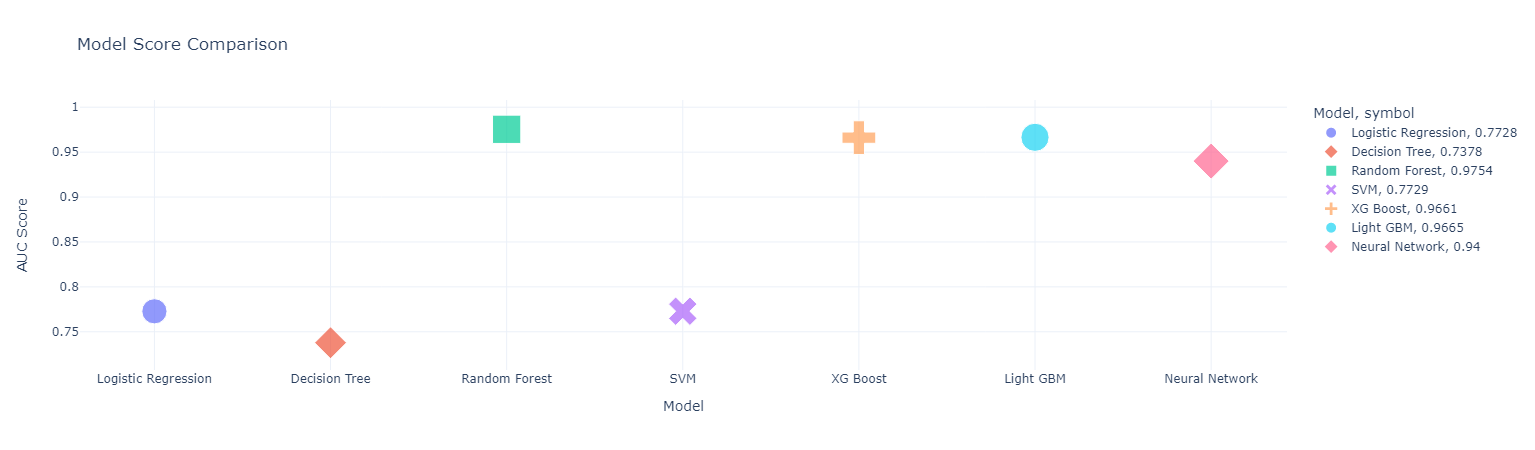 Model Score Comparison
AUC Score
1
0.95
0.9
0.85
0.8
0.75
Logistic Regression
Decision Tree
Random Forest
SVM
XG Boost
Light GBM
Neural Network
Model
Model, symbol
Logistic Regression, 0.7728
Decision Tree, 0.7378
Random Forest, 0.9754
SVM, 0.7729
XG Boost, 0.9661
Light GBM, 0.9665
Neural Network, 0.94